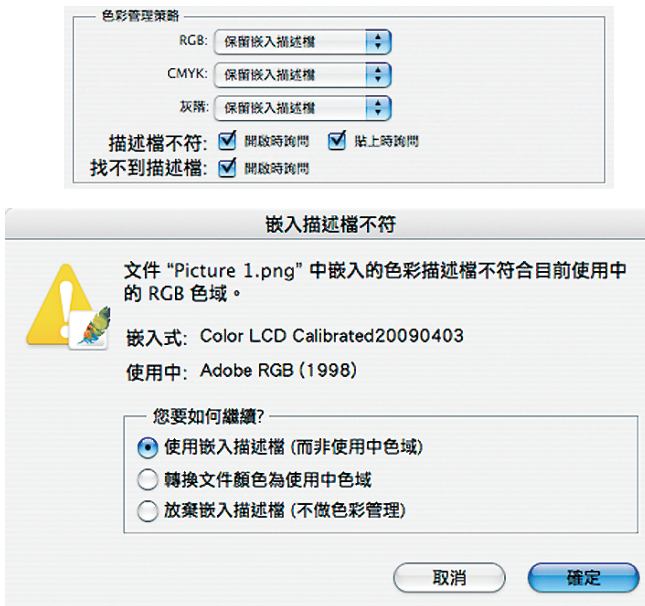 色彩管理策略
RGB: 保留嵌入描述檔
CMYK: 保留嵌入描述檔
灰階: 保留嵌入描述檔
描述檔不符: 開啟時詢問 貼上時詢問
找不到描述檔: 開啟時詢問
嵌入描述檔不符
文件 “Picture 1.png” 中嵌入的色彩描述檔不符合目前使用中
的 RGB 色域。
嵌入式: Color LCD Calibrated20090403
使用中: Adobe RGB (1998)
您要如何繼續?
使用嵌入描述檔 (而非使用中色域)
轉換文件顏色為使用中色域
放棄嵌入描述檔 (不做色彩管理)
取消 確定